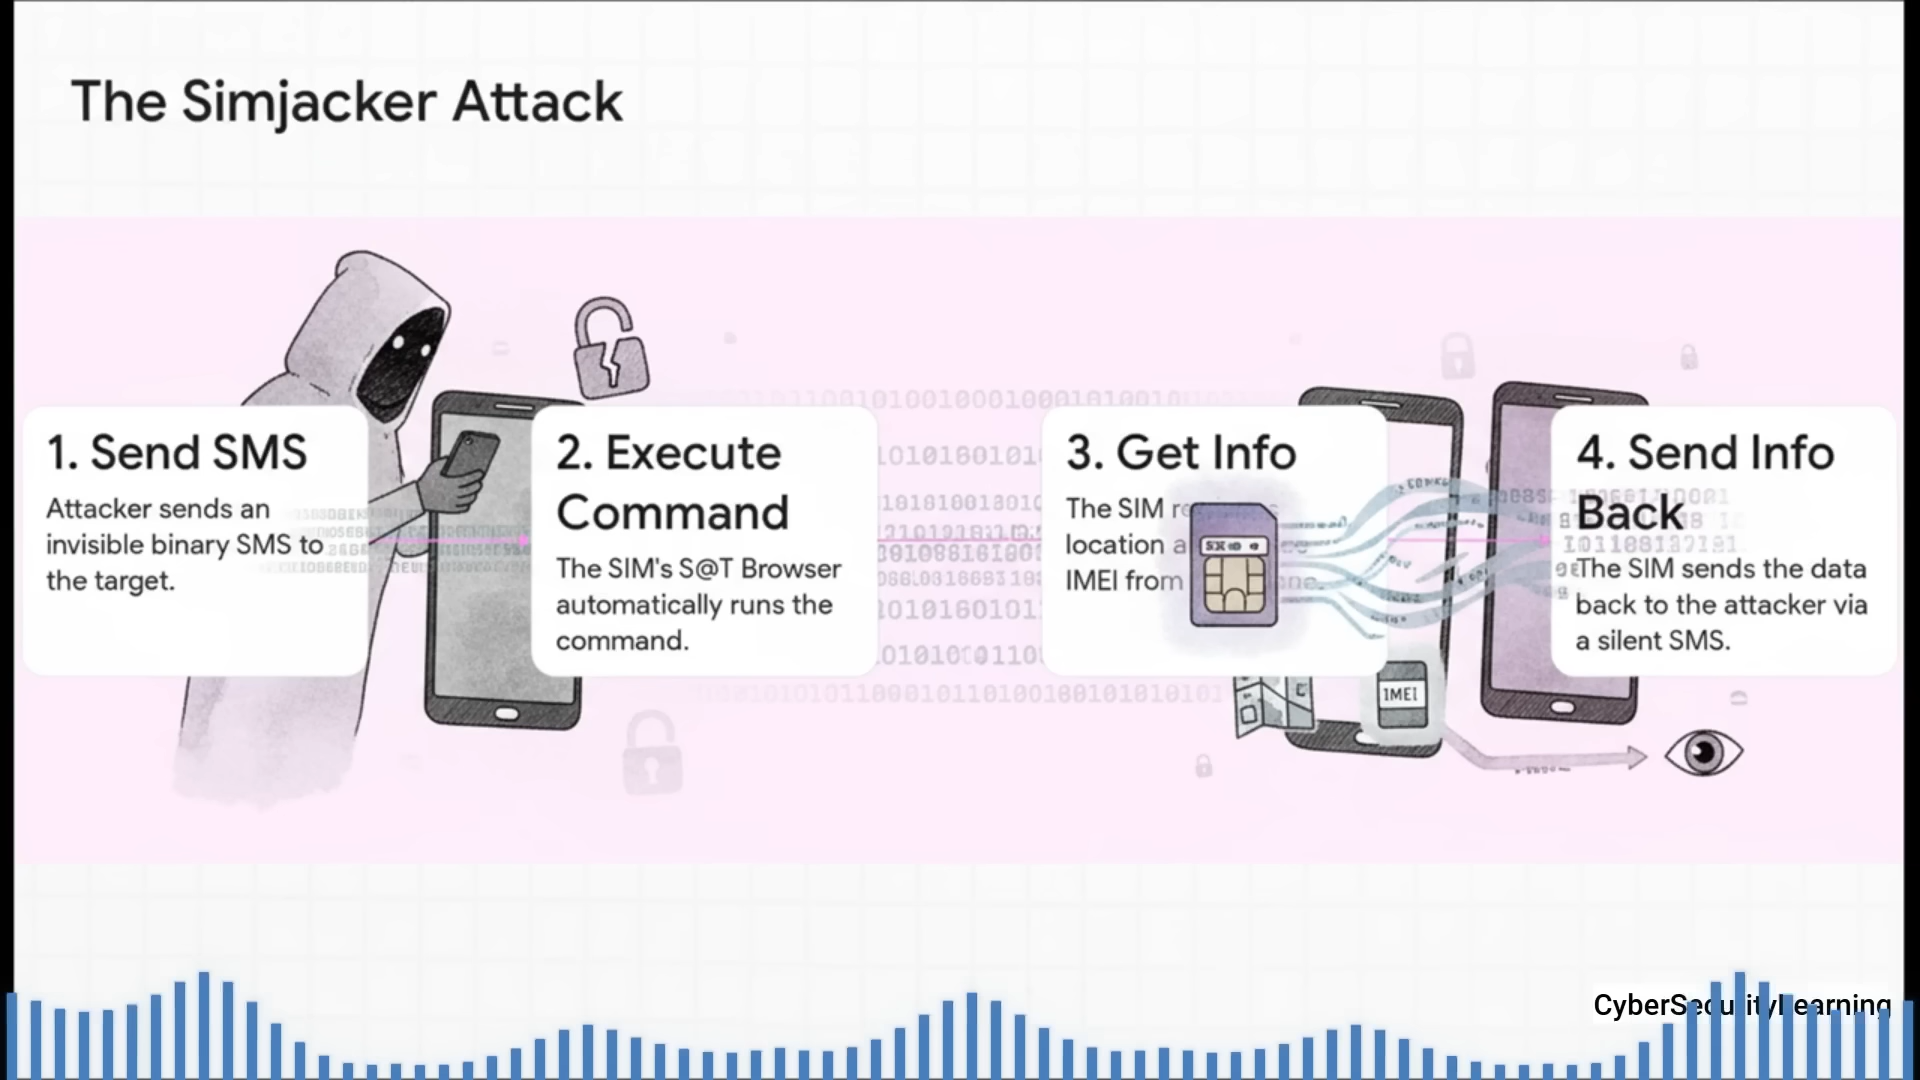 The Simjacker Attack
1. Send SMS
Attacker sends an
invisible binary SMS to
the target.
2. Execute
Command
The SIM's S@T Browser
automatically runs the
command.
3. Get Info
The SIM
location
IMEI from
IMEI
4. Send Info
Back
The SIM sends the data
back to the attacker via
a silent SMS.
CyberSecurityLearning